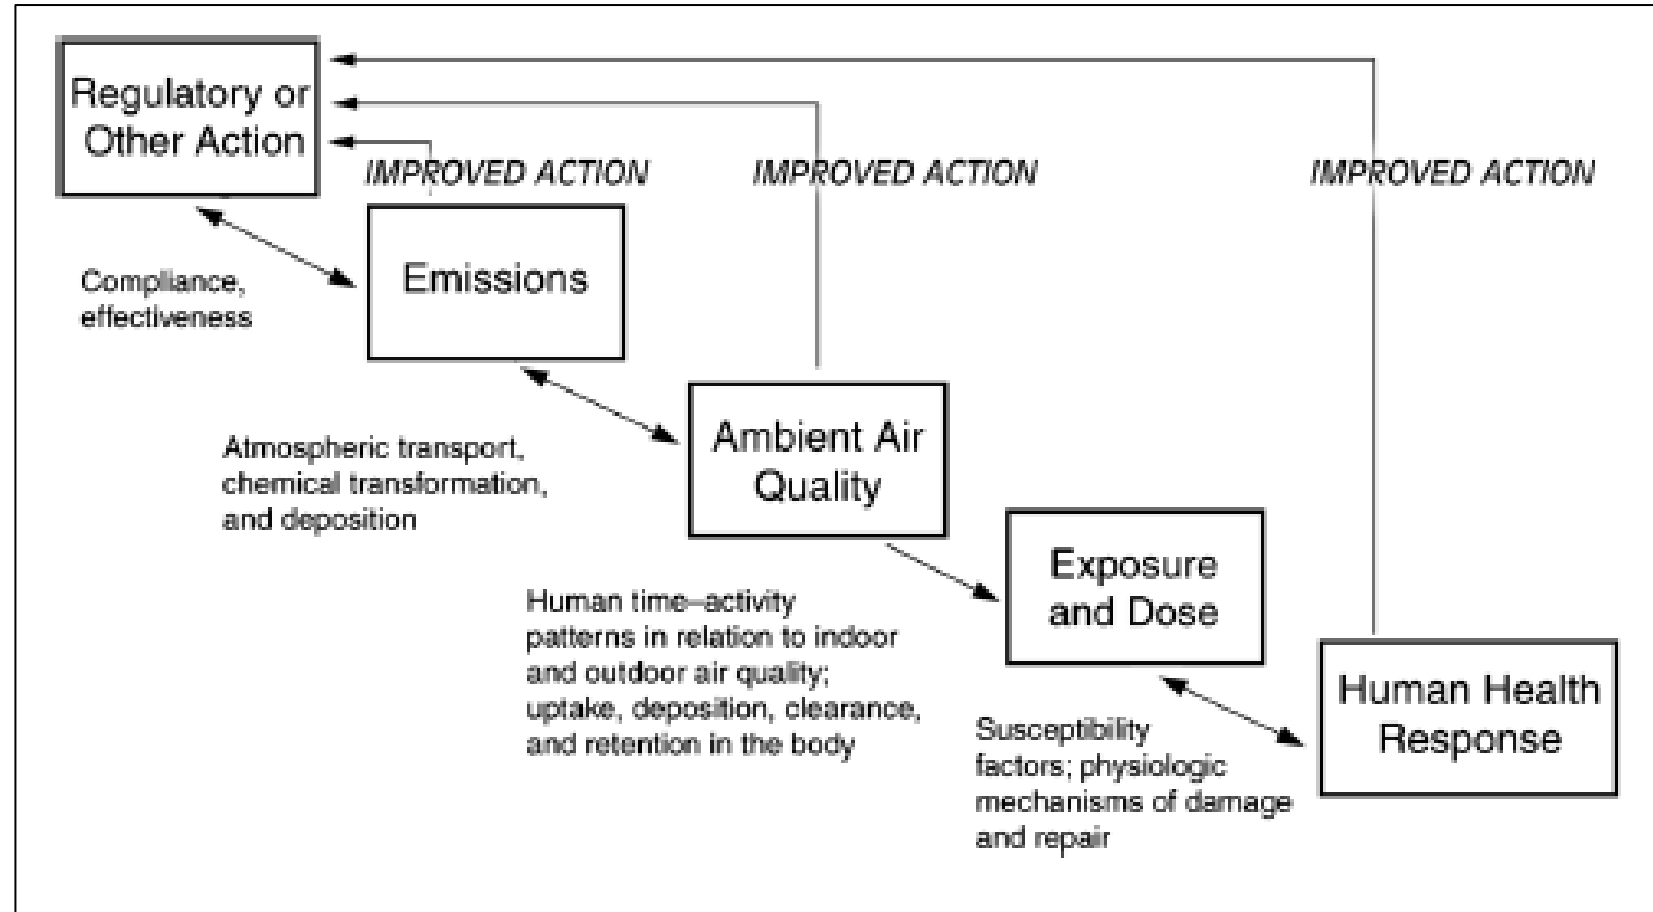 Regulatory or
Other Action
IMPROVED ACTION
IMPROVED ACTION
IMPROVED ACTION
Compliance,
effectiveness
Emissions
Atmospheric transport,
chemical transformation,
and deposition
Ambient Air
Quality
Human time–activity
patterns in relation to indoor
and outdoor air quality;
uptake, deposition, clearance,
and retention in the body
Exposure
and Dose
Susceptibility
factors; physiologic
mechanisms of damage
and repair
Human Health
Response